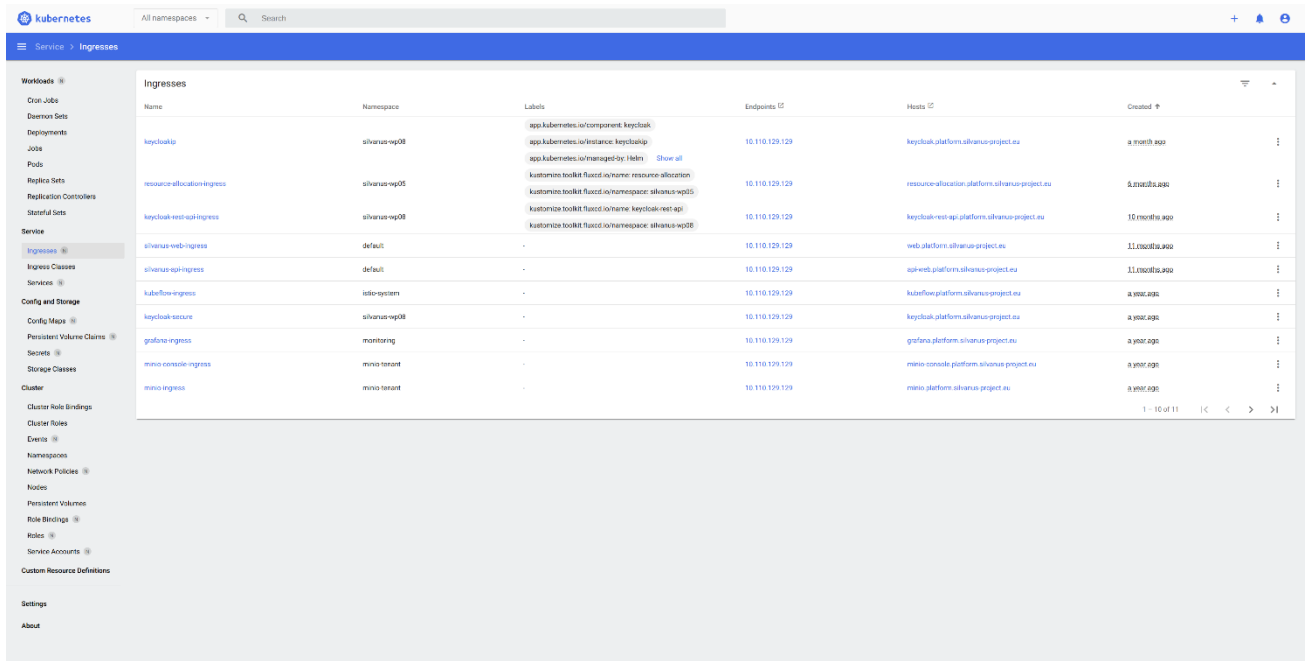 kubernetes
All namespaces
Search
Service > Ingresses
Workloads N
Cron Jobs
Daemon Sets
Deployments
Jobs
Pods
Replica Sets
Replication Controllers
Stateful Sets
Service
Ingresses N
Ingress Classes
Services N
Config and Storage
Config Maps N
Persistent Volume Claims N
Secrets N
Storage Classes
Cluster
Cluster Role Bindings
Cluster Roles
Events N
Namespaces
Network Policies N
Nodes
Persistent Volumes
Role Bindings N
Roles N
Service Accounts N
Custom Resource Definitions
Settings
About
Ingresses
Name Namespace Labels Endpoints Hosts Created
app.kubernetes.io/component: keycloak
keycloakip silvanus-wp08 app.kubernetes.io/instance: keycloakip 10.110.129.129 keycloak.platform.silvanus-project.eu a month ago
app.kubernetes.io/managed-by: Helm Show all
kustomize.toolkit.fluxcd.io/name: resource-allocation
resource-allocation-ingress silvanus-wp05 10.110.129.129 resource-allocation.platform.silvanus-project.eu 6 months ago
kustomize.toolkit.fluxcd.io/namespace: silvanus-wp05
kustomize.toolkit.fluxcd.io/name: keycloak-rest-api
keycloak-rest-api-ingress silvanus-wp08 10.110.129.129 keycloak-rest-api.platform.silvanus-project.eu 10 months ago
kustomize.toolkit.fluxcd.io/namespace: silvanus-wp08
silvanus-web-ingress default - 10.110.129.129 web.platform.silvanus-project.eu 11 months ago
silvanus-api-ingress default - 10.110.129.129 api-web.platform.silvanus-project.eu 11 months ago
kubeflow-ingress istio-system - 10.110.129.129 kubeflow.platform.silvanus-project.eu a year ago
keycloak-secure silvanus-wp08 - 10.110.129.129 keycloak.platform.silvanus-project.eu a year ago
grafana-ingress monitoring - 10.110.129.129 grafana.platform.silvanus-project.eu a year ago
minio-console-ingress minio-tenant - 10.110.129.129 minio-console.platform.silvanus-project.eu a year ago
minio-ingress minio-tenant - 10.110.129.129 minio.platform.silvanus-project.eu a year ago
1 – 10 of 11